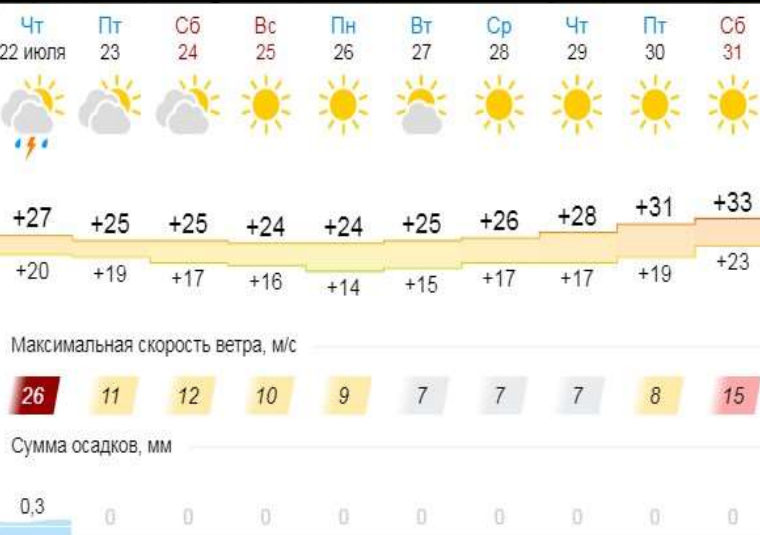 Чт Пт Сб Вс Пн Вт Ср Чт Пт Сб
22 июля 23 24 25 26 27 28 29 30 31
+27 +25 +25 +24 +24 +25 +26 +28 +31 +33
+20 +19 +17 +16 +14 +15 +17 +17 +19 +23
Максимальная скорость ветра, м/с
26 11 12 10 9 7 7 7 8 15
Сумма осадков, мм
0,3 0 0 0 0 0 0 0 0 0